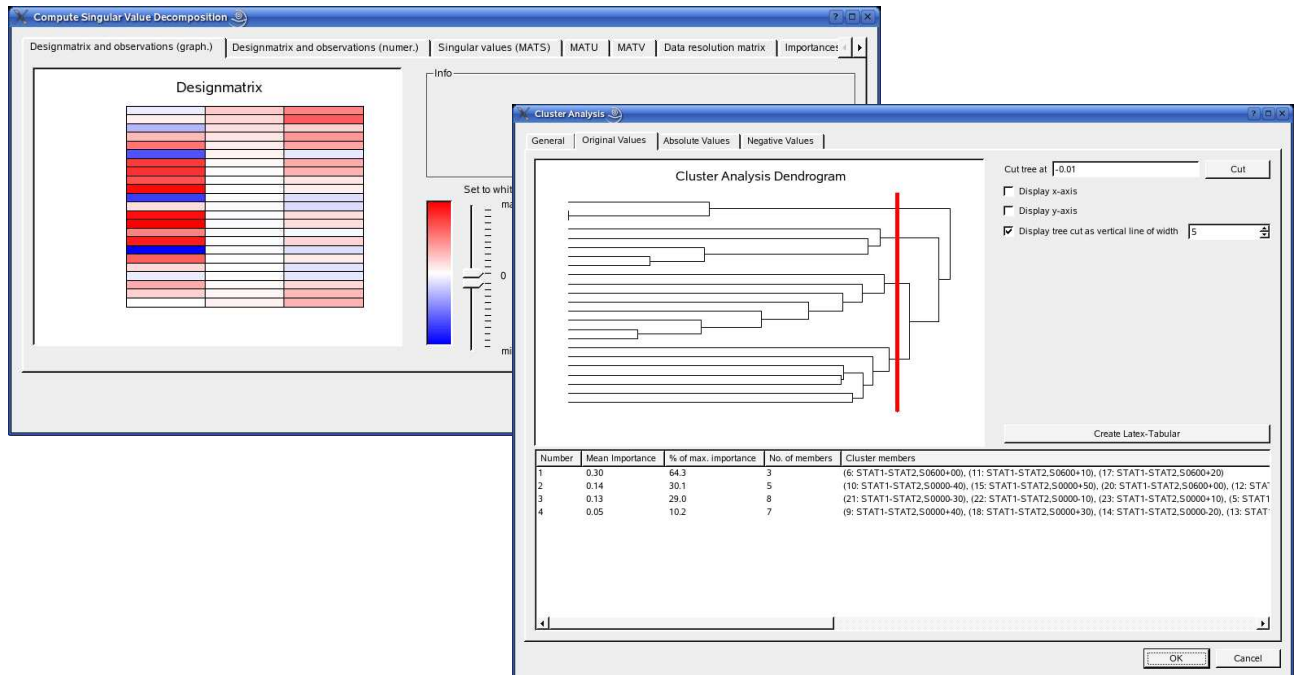 Compute Singular Value Decomposition
Designmatrix and observations (graph.) Designmatrix and observations (numer.) Singular values (MATS) MATU MATV Data resolution matrix Importances
Designmatrix
Info
Set to whit
ma
0
mi
Cluster Analysis
General Original Values Absolute Values Negative Values
Cluster Analysis Dendrogram
Cut tree at -0.01 Cut
Display x-axis
Display y-axis
Display tree cut as vertical line of width 5
Create Latex-Tabular
Number Mean Importance % of max. importance No. of members Cluster members
1 0.30 64.3 3 (6: STAT1-STAT2,S0600+00), (11: STAT1-STAT2,S0600+10), (17: STAT1-STAT2,S0600+20)
2 0.14 30.1 5 (10: STAT1-STAT2,S0000-40), (15: STAT1-STAT2,S0000+50), (20: STAT1-STAT2,S0600+00), (12: STAT
3 0.13 29.0 8 (21: STAT1-STAT2,S0000-30), (22: STAT1-STAT2,S0000-10), (23: STAT1-STAT2,S0000+10), (5: STAT1
4 0.05 10.2 7 (9: STAT1-STAT2,S0000+40), (18: STAT1-STAT2,S0000+30), (14: STAT1-STAT2,S0000-20), (13: STAT
OK Cancel